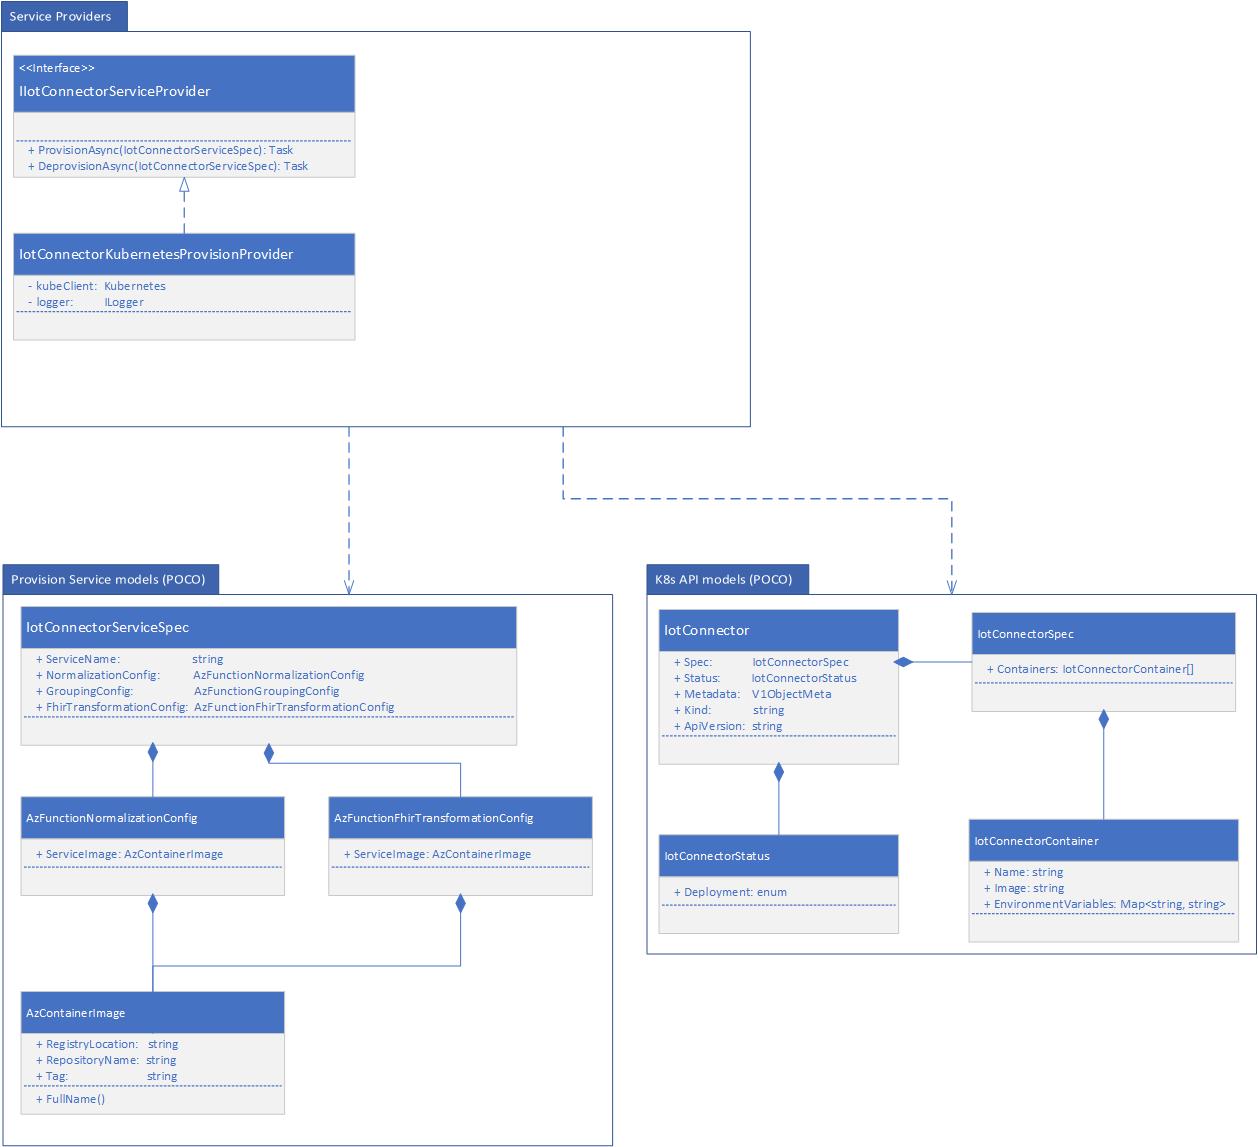 Service Providers
<<Interface>>
IIotConnectorServiceProvider
+ ProvisionAsync(IotConnectorServiceSpec): Task
+ DeprovisionAsync(IotConnectorServiceSpec): Task
IotConnectorKubernetesProvisionProvider
- kubeClient: Kubernetes
- logger: ILogger
Provision Service models (POCO)
IotConnectorServiceSpec
+ ServiceName: string
+ NormalizationConfig: AzFunctionNormalizationConfig
+ GroupingConfig: AzFunctionGroupingConfig
+ FhirTransformationConfig: AzFunctionFhirTransformationConfig
AzFunctionNormalizationConfig
+ ServiceImage: AzContainerImage
AzFunctionFhirTransformationConfig
+ ServiceImage: AzContainerImage
AzContainerImage
+ RegistryLocation: string
+ RepositoryName: string
+ Tag: string
+ FullName()
K8s API models (POCO)
IotConnector
+ Spec: IotConnectorSpec
+ Status: IotConnectorStatus
+ Metadata: V1ObjectMeta
+ Kind: string
+ ApiVersion: string
IotConnectorSpec
+ Containers: IotConnectorContainer[]
IotConnectorStatus
+ Deployment: enum
IotConnectorContainer
+ Name: string
+ Image: string
+ EnvironmentVariables: Map<string, string>